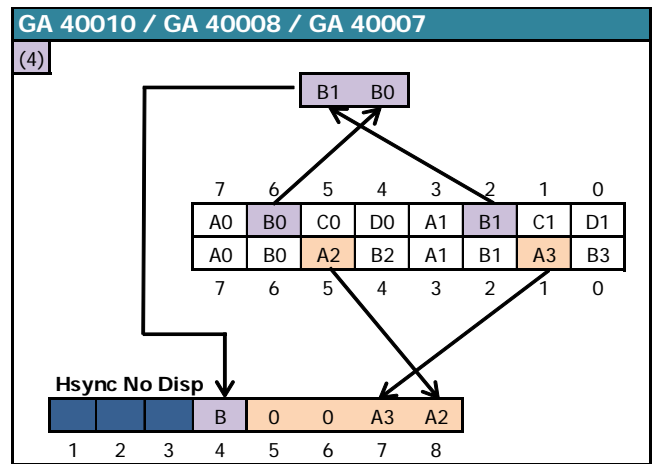 GA 40010 / GA 40008 / GA 40007
(4)
B1 B0
7 6 5 4 3 2 1 0
A0 B0 C0 D0 A1 B1 C1 D1
A0 B0 A2 B2 A1 B1 A3 B3
7 6 5 4 3 2 1 0
Hsync No Disp
B 0 0 A3 A2
1 2 3 4 5 6 7 8